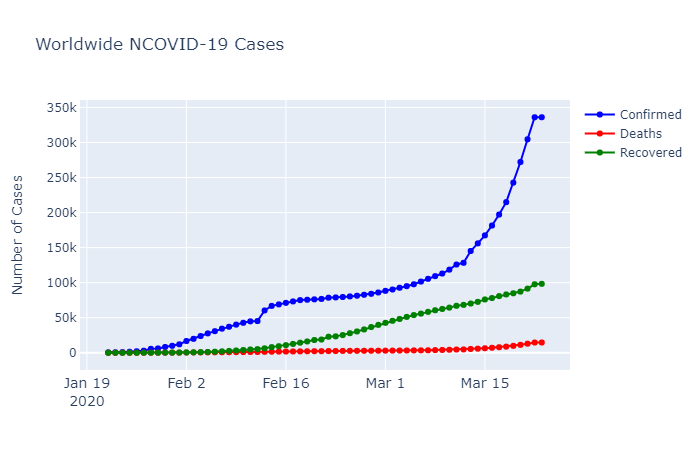 Worldwide NCOVID-19 Cases
Number of Cases
350k
300k
250k
200k
150k
100k
50k
0
Jan 19
2020
Feb 2
Feb 16
Mar 1
Mar 15
Confirmed
Deaths
Recovered